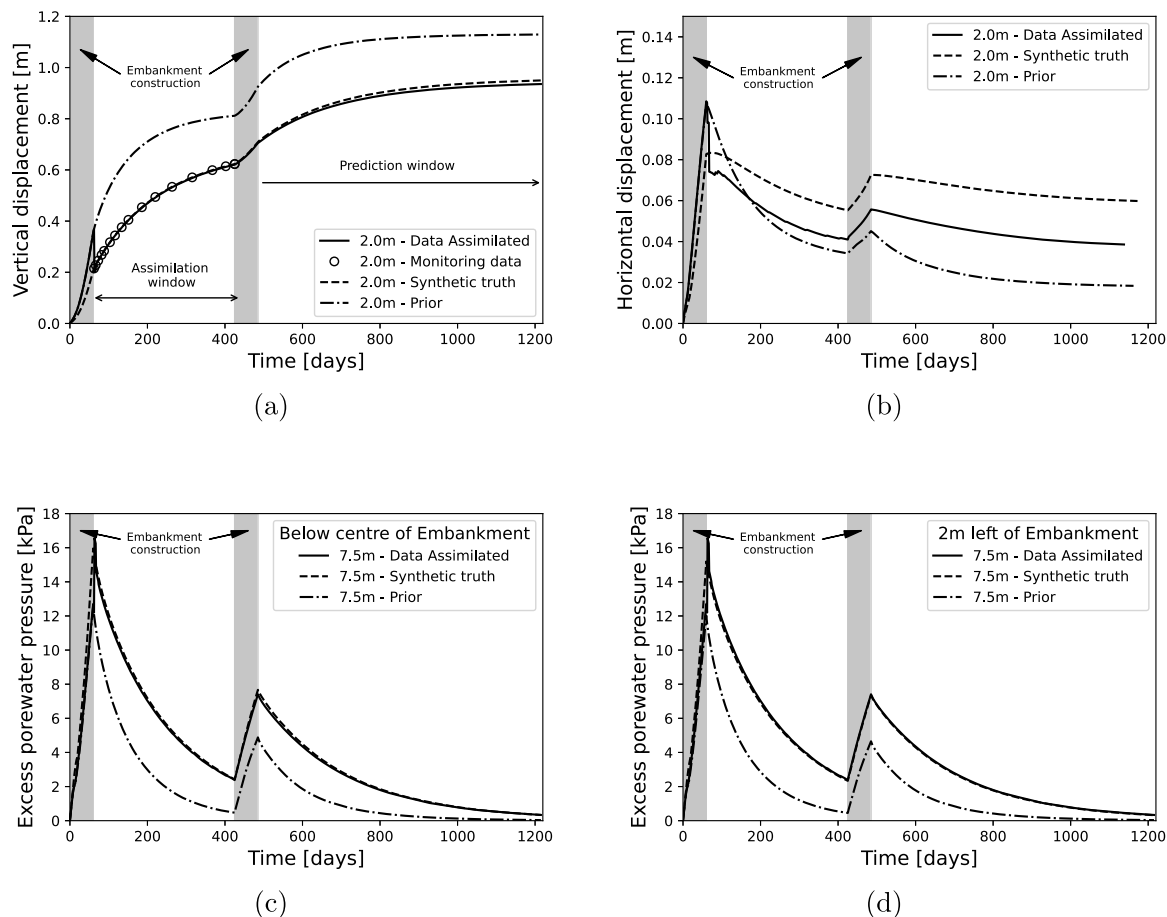 1.2
1.0
0.8
0.6
0.4
0.2
0.0
Vertical displacement [m]
Embankment
construction
Prediction window
Assimilation
window
2.0m - Data Assimilated
2.0m - Monitoring data
2.0m - Synthetic truth
2.0m - Prior
0 200 400 600 800 1000 1200
Time [days]
(a)
0.14
0.12
0.10
0.08
0.06
0.04
0.02
0.00
Horizontal displacement [m]
Embankment
construction
2.0m - Data Assimilated
2.0m - Synthetic truth
2.0m - Prior
0 200 400 600 800 1000 1200
Time [days]
(b)
18
16
14
12
10
8
6
4
2
0
Excess porewater pressure [kPa]
Embankment
construction
Below centre of Embankment
7.5m - Data Assimilated
7.5m - Synthetic truth
7.5m - Prior
0 200 400 600 800 1000 1200
Time [days]
(c)
18
16
14
12
10
8
6
4
2
0
Excess porewater pressure [kPa]
Embankment
construction
2m left of Embankment
7.5m - Data Assimilated
7.5m - Synthetic truth
7.5m - Prior
0 200 400 600 800 1000 1200
Time [days]
(d)